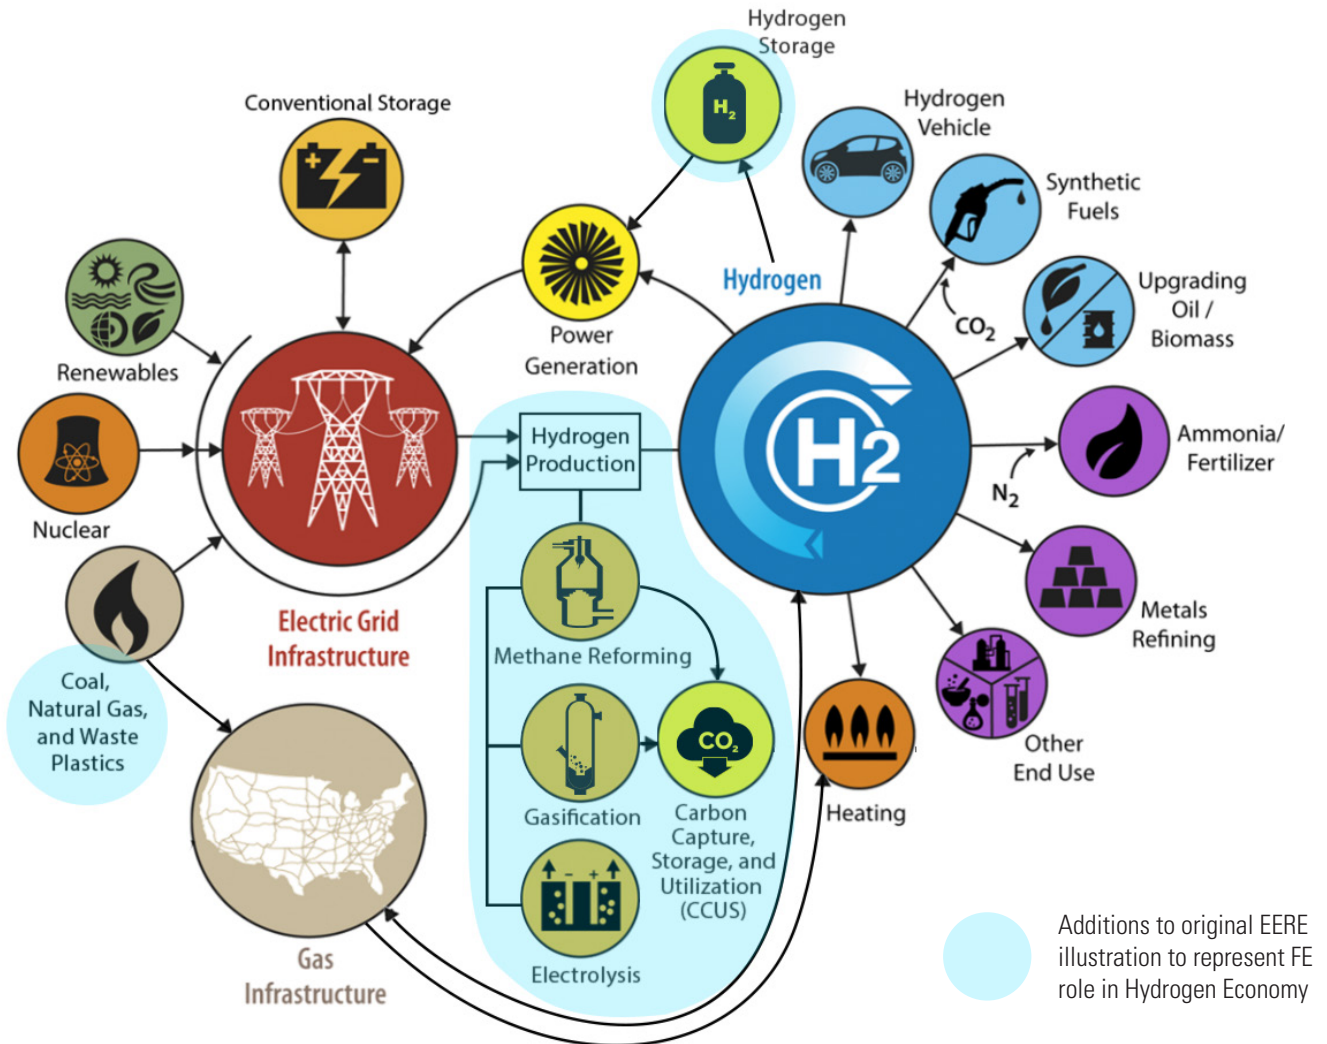 Hydrogen
Storage
H2
Conventional Storage
+ −
Hydrogen
Vehicle
Synthetic
Fuels
Renewables
Power
Generation
Hydrogen
CO2
Upgrading
Oil /
Biomass
Nuclear
Hydrogen
Production
H2
Ammonia/
Fertilizer
N2
Electric Grid
Infrastructure
Methane Reforming
Metals
Refining
Coal,
Natural Gas,
and Waste
Plastics
CO2
Gasification
Carbon
Capture,
Storage, and
Utilization
(CCUS)
Heating
Other
End Use
− +
Electrolysis
Gas
Infrastructure
Additions to original EERE
illustration to represent FE
role in Hydrogen Economy